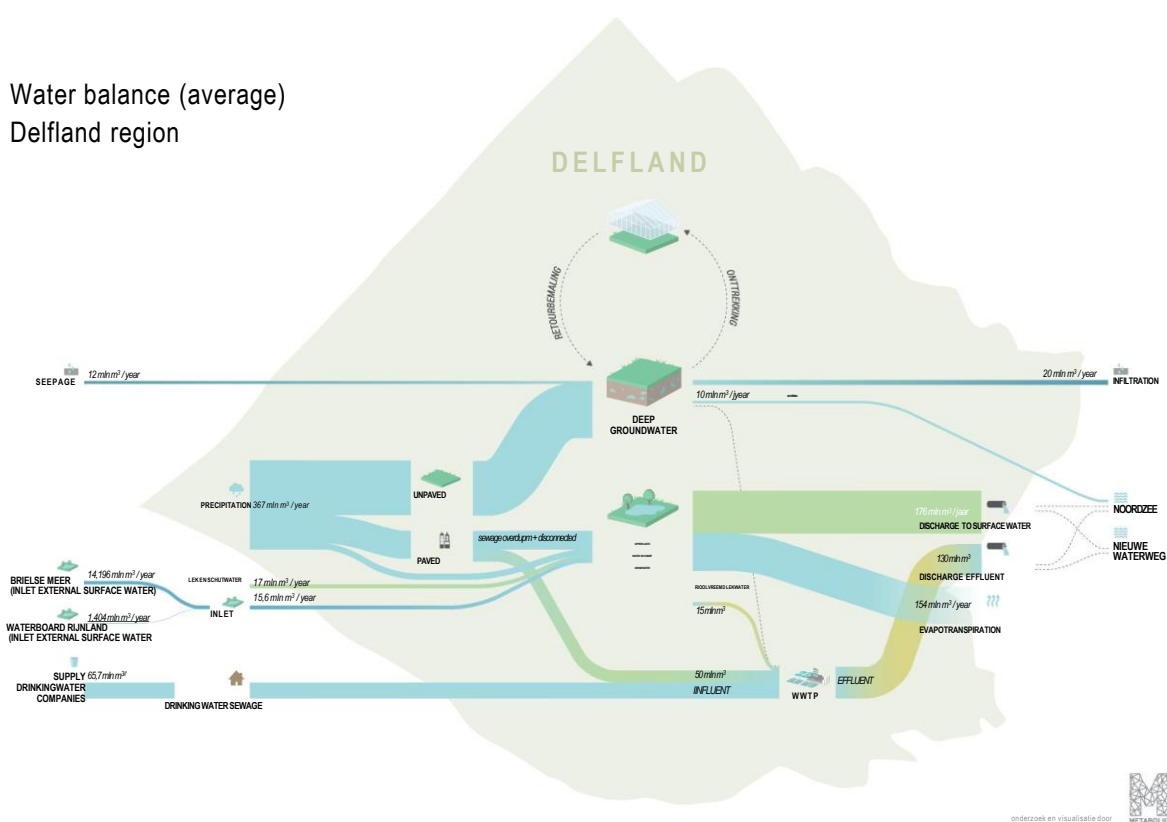 Water balance (average)
Delfland region
DELFLAND
RETOURBEMALING
ONTTREKKING
SEEPAGE
12 mln m³ / year
20 mln m³ / year
INFILTRATION
10 mln m³ / jyear
DEEP
GROUNDWATER
PRECIPITATION 367 mln m³ / year
UNPAVED
PAVED
sewage overdupm + disconnected
176 mln m³ / jaar
DISCHARGE TO SURFACE WATER
NOORDZEE
NIEUWE
WATERWEG
130 mln m³
DISCHARGE EFFLUENT
154 mln m³ / year
EVAPOTRANSPIRATION
14,196 mln m³ / year
BRIELSE MEER
(INLET EXTERNAL SURFACE WATER)
LEK EN SCHUTWATER
17 mln m³ / year
15,6 mln m³ / year
INLET
1,404 mln m³ / year
WATERBOARD RIJNLAND
(INLET EXTERNAL SURFACE WATER
RIOOLVREEMD LEKWATER
15 mln m³
SUPPLY
DRINKINGWATER
COMPANIES
65,7 mln m³/
DRINKING WATER SEWAGE
50 mln m³
IINFLUENT
WWTP
EFFLUENT
onderzoek en visualisatie door
METABOLIC